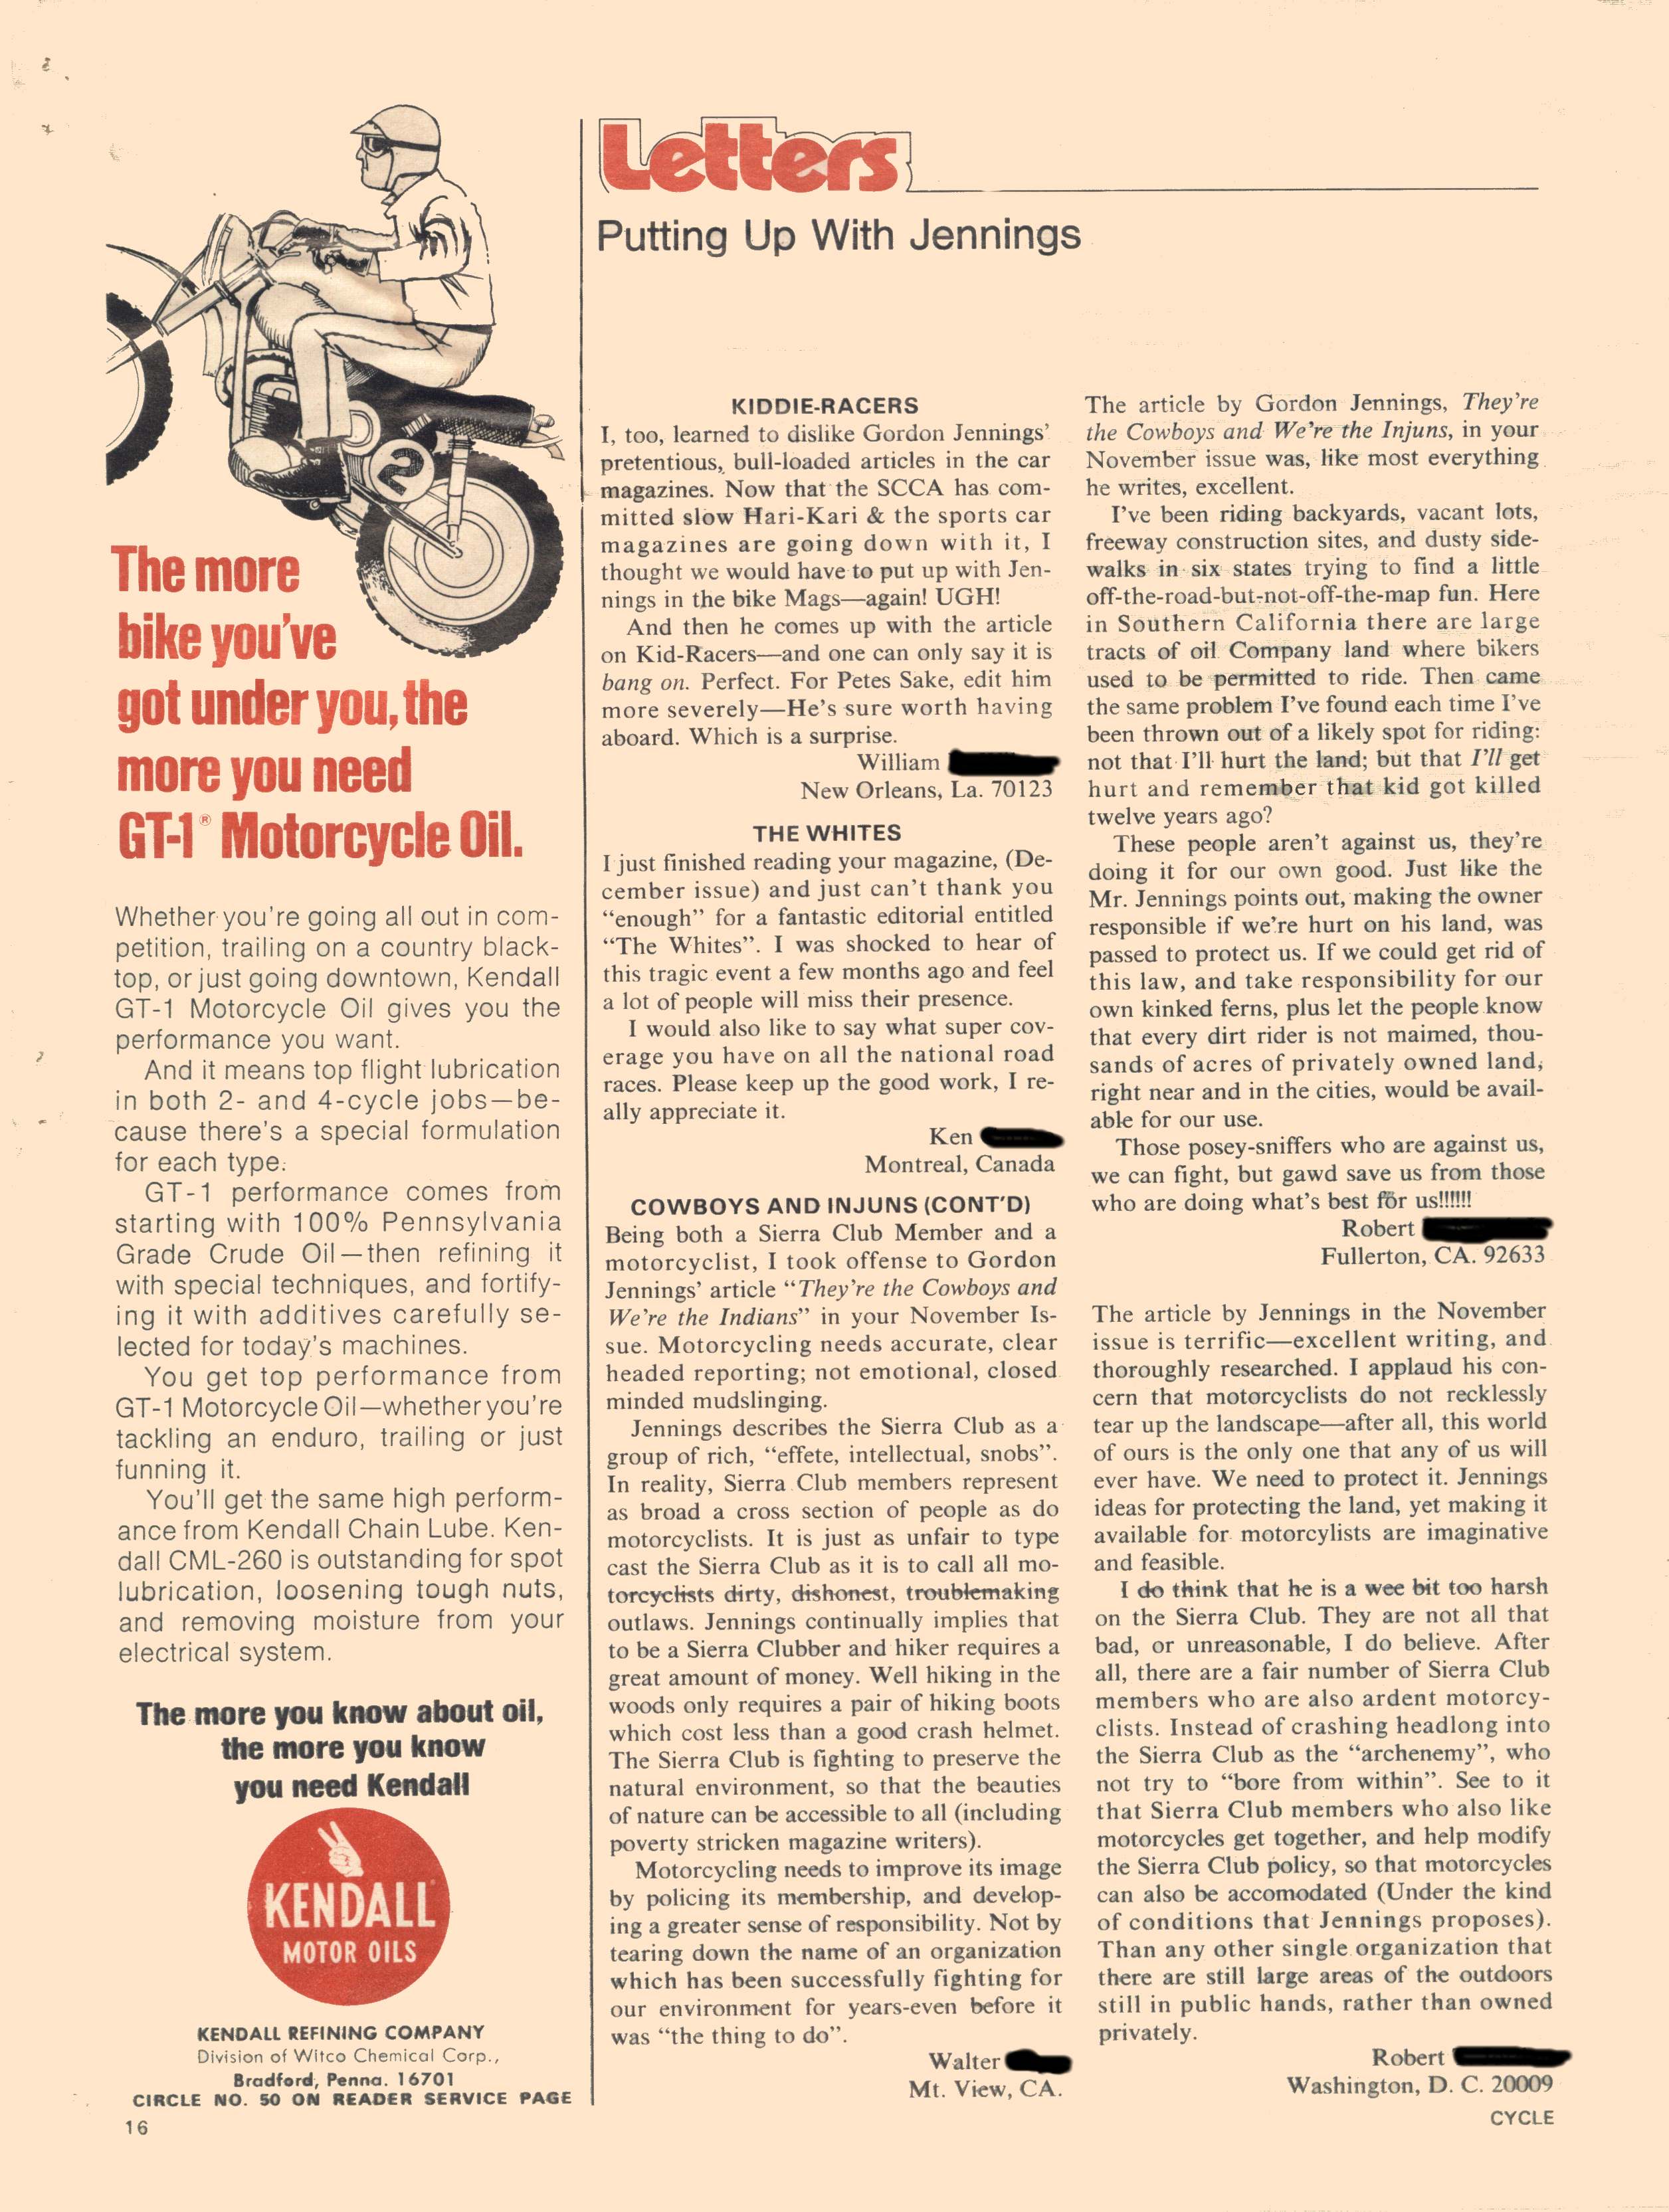 The more
bike you've
got under you, the
more you need
GT-1® Motorcycle Oil.
Whether you're going all out in com-
petition, trailing on a country black-
top, or just going downtown, Kendall
GT-1 Motorcycle Oil gives you the
performance you want.
And it means top flight lubrication
in both 2- and 4-cycle jobs—be-
cause there's a special formulation
for each type.
GT-1 performance comes from
starting with 100% Pennsylvania
Grade Crude Oil—then refining it
with special techniques, and fortify-
ing it with additives carefully se-
lected for today's machines.
You get top performance from
GT-1 Motorcycle Oil—whether you're
tackling an enduro, trailing or just
funning it.
You'll get the same high perform-
ance from Kendall Chain Lube. Ken-
dall CML-260 is outstanding for spot
lubrication, loosening tough nuts,
and removing moisture from your
electrical system.
The more you know about oil,
the more you know
you need Kendall
KENDALL
MOTOR OILS
KENDALL REFINING COMPANY
Division of Witco Chemical Corp.,
Bradford, Penna. 16701
CIRCLE NO. 50 ON READER SERVICE PAGE
16
2
Letters
Putting Up With Jennings
KIDDIE-RACERS
I, too, learned to dislike Gordon Jennings'
pretentious, bull-loaded articles in the car
magazines. Now that the SCCA has com-
mitted slow Hari-Kari & the sports car
magazines are going down with it, I
thought we would have to put up with Jen-
nings in the bike Mags—again! UGH!
And then he comes up with the article
on Kid-Racers—and one can only say it is
bang on. Perfect. For Petes Sake, edit him
more severely—He's sure worth having
aboard. Which is a surprise.
William
New Orleans, La. 70123
THE WHITES
I just finished reading your magazine, (De-
cember issue) and just can't thank you
“enough” for a fantastic editorial entitled
“The Whites”. I was shocked to hear of
this tragic event a few months ago and feel
a lot of people will miss their presence.
I would also like to say what super cov-
erage you have on all the national road
races. Please keep up the good work, I re-
ally appreciate it.
Ken
Montreal, Canada
COWBOYS AND INJUNS (CONT'D)
Being both a Sierra Club Member and a
motorcyclist, I took offense to Gordon
Jennings' article “They're the Cowboys and
We're the Indians” in your November Is-
sue. Motorcycling needs accurate, clear
headed reporting; not emotional, closed
minded mudslinging.
Jennings describes the Sierra Club as a
group of rich, “effete, intellectual, snobs”.
In reality, Sierra Club members represent
as broad a cross section of people as do
motorcyclists. It is just as unfair to type
cast the Sierra Club as it is to call all mo-
torcyclists dirty, dishonest, troublemaking
outlaws. Jennings continually implies that
to be a Sierra Clubber and hiker requires a
great amount of money. Well hiking in the
woods only requires a pair of hiking boots
which cost less than a good crash helmet.
The Sierra Club is fighting to preserve the
natural environment, so that the beauties
of nature can be accessible to all (including
poverty stricken magazine writers).
Motorcycling needs to improve its image
by policing its membership, and develop-
ing a greater sense of responsibility. Not by
tearing down the name of an organization
which has been successfully fighting for
our environment for years-even before it
was “the thing to do”.
Walter
Mt. View, CA.
The article by Gordon Jennings, They're
the Cowboys and We're the Injuns, in your
November issue was, like most everything
he writes, excellent.
I've been riding backyards, vacant lots,
freeway construction sites, and dusty side-
walks in six states trying to find a little
off-the-road-but-not-off-the-map fun. Here
in Southern California there are large
tracts of oil Company land where bikers
used to be permitted to ride. Then came
the same problem I've found each time I've
been thrown out of a likely spot for riding:
not that I'll hurt the land; but that I'll get
hurt and remember that kid got killed
twelve years ago?
These people aren't against us, they're
doing it for our own good. Just like the
Mr. Jennings points out, making the owner
responsible if we're hurt on his land, was
passed to protect us. If we could get rid of
this law, and take responsibility for our
own kinked ferns, plus let the people know
that every dirt rider is not maimed, thou-
sands of acres of privately owned land,
right near and in the cities, would be avail-
able for our use.
Those posey-sniffers who are against us,
we can fight, but gawd save us from those
who are doing what's best for us!!!!!!
Robert
Fullerton, CA. 92633
The article by Jennings in the November
issue is terrific—excellent writing, and
thoroughly researched. I applaud his con-
cern that motorcyclists do not recklessly
tear up the landscape—after all, this world
of ours is the only one that any of us will
ever have. We need to protect it. Jennings
ideas for protecting the land, yet making it
available for motorcylists are imaginative
and feasible.
I do think that he is a wee bit too harsh
on the Sierra Club. They are not all that
bad, or unreasonable, I do believe. After
all, there are a fair number of Sierra Club
members who are also ardent motorcy-
clists. Instead of crashing headlong into
the Sierra Club as the “archenemy”, who
not try to “bore from within”. See to it
that Sierra Club members who also like
motorcycles get together, and help modify
the Sierra Club policy, so that motorcycles
can also be accomodated (Under the kind
of conditions that Jennings proposes).
Than any other single organization that
there are still large areas of the outdoors
still in public hands, rather than owned
privately.
Robert
Washington, D. C. 20009
CYCLE